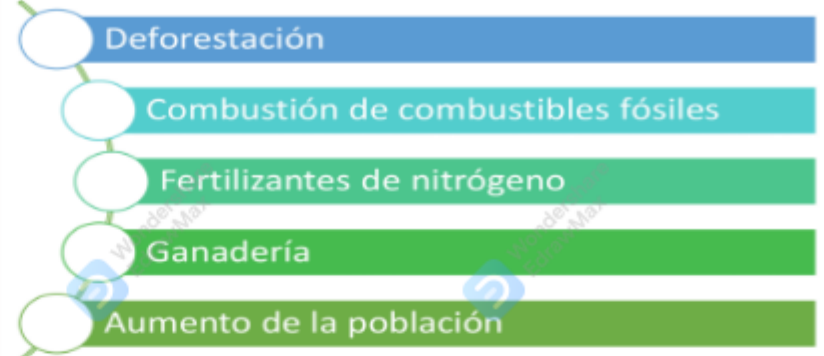 Deforestación
Combustión de combustibles fósiles
Fertilizantes de nitrógeno
Ganadería
Aumento de la población